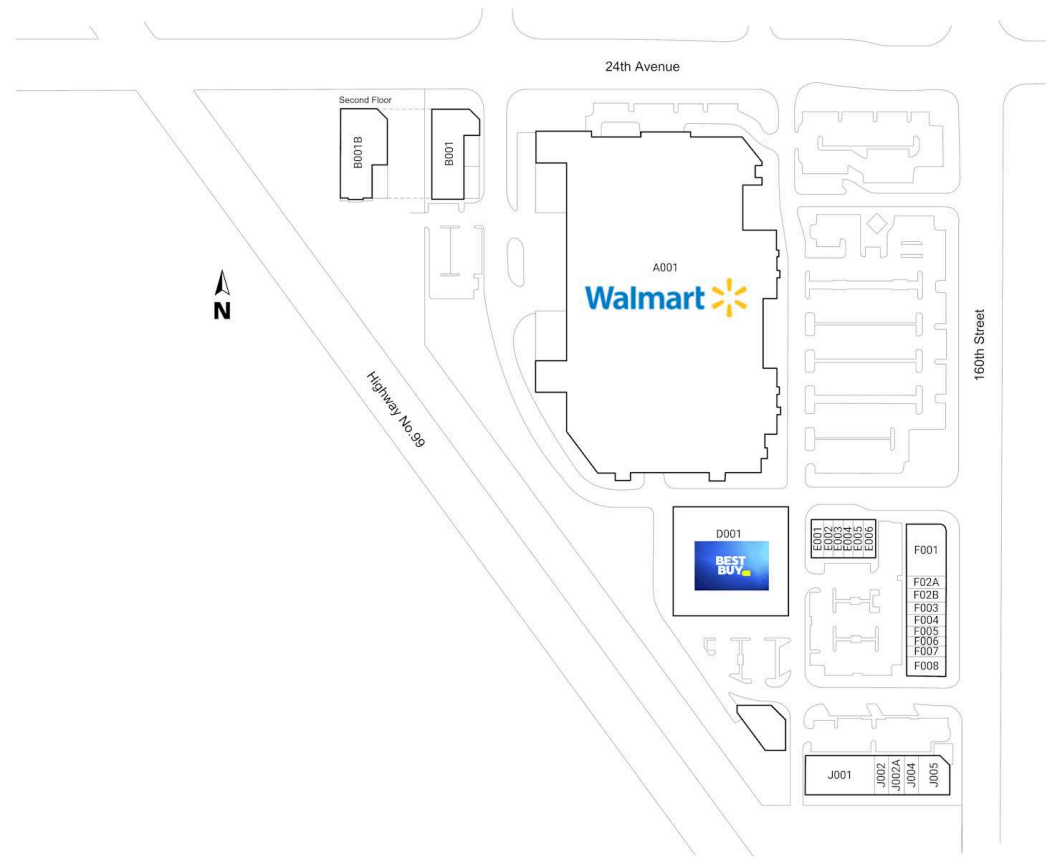 24th Avenue
Second Floor
B001B
B001
A001
Walmart
N
160th Street
Highway No.99
D001
BEST
BUY
E001
E002
E003
E004
E005
E006
F001
F02A
F02B
F003
F004
F005
F006
F007
F008
J001
J002
J002A
J004
J005